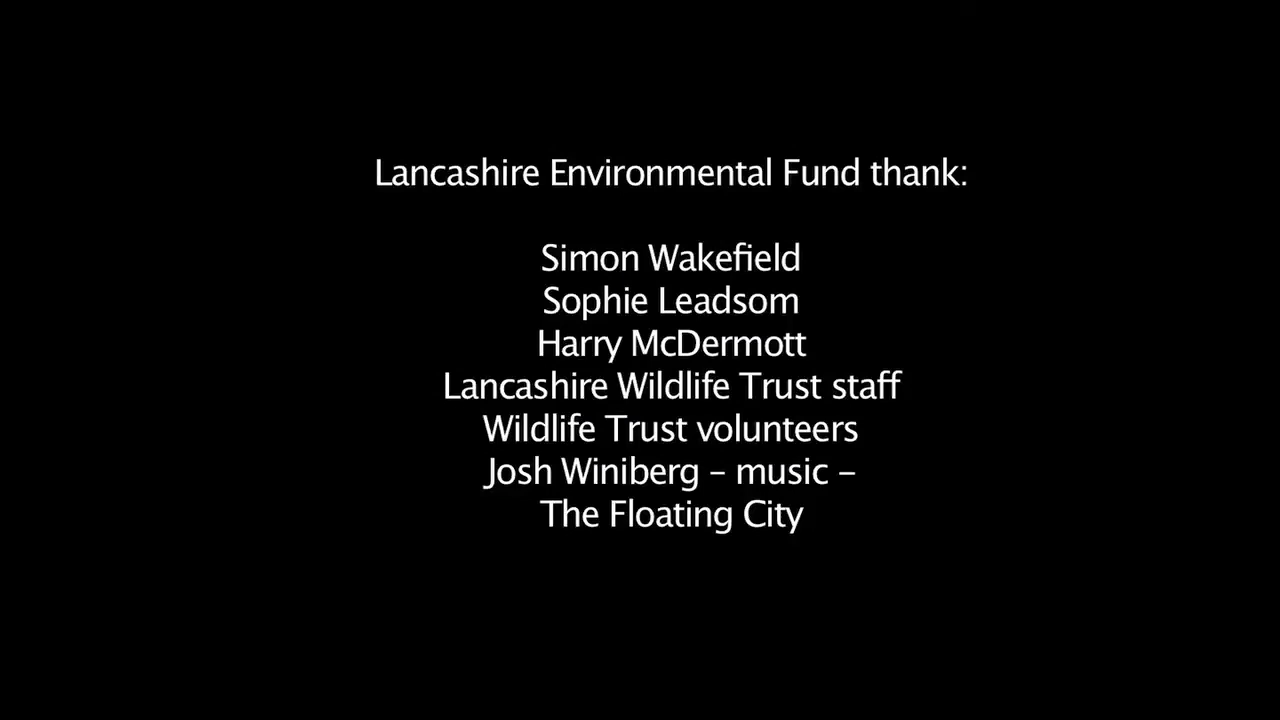 Lancashire Environmental Fund thank:
Simon Wakefield
Sophie Leadsom
Harry McDermott
Lancashire Wildlife Trust staff
Wildlife Trust volunteers
Josh Winiberg – music –
The Floating City